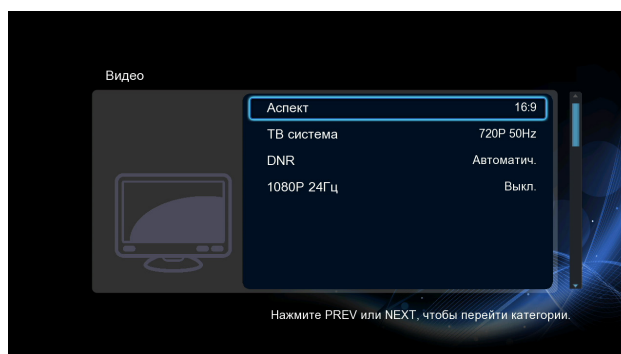 Видео
Аспект 16:9
ТВ система 720P 50Hz
DNR Автоматич.
1080P 24Гц Выкл.
Нажмите PREV или NEXT, чтобы перейти категории.